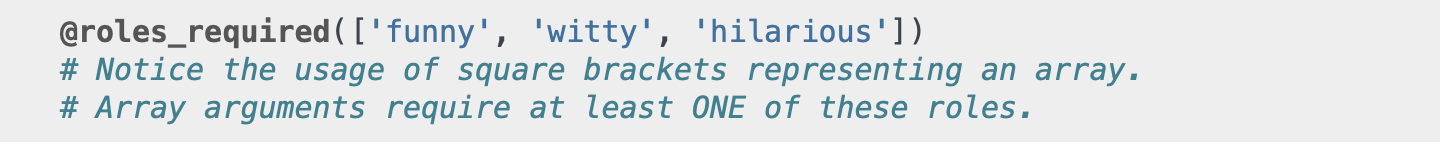 @roles_required(['funny', 'witty', 'hilarious'])
# Notice the usage of square brackets representing an array.
# Array arguments require at least ONE of these roles.